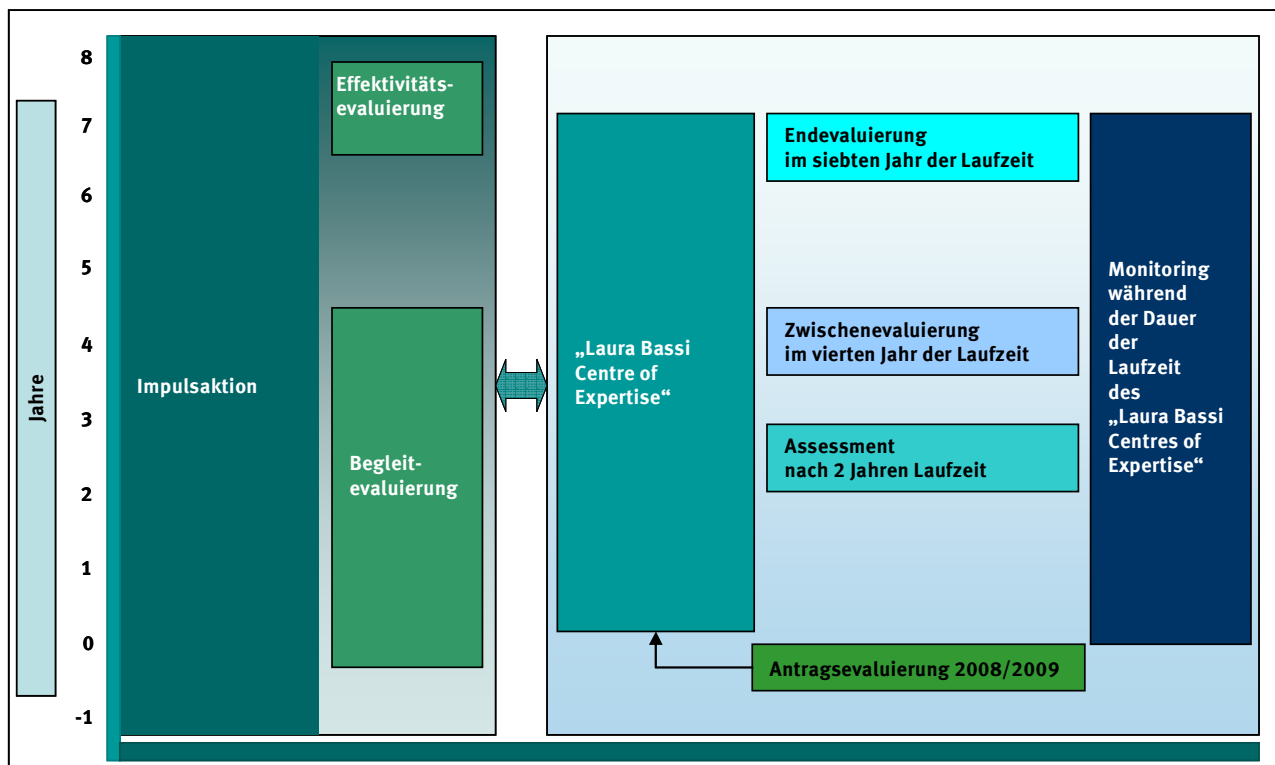 8
7
6
5
4
3
2
1
0
-1
Jahre
Impulsaktion
Effektivitäts-
evaluierung
Begleit-
evaluierung
„Laura Bassi
Centre of
Expertise“
Endevaluierung
im siebten Jahr der Laufzeit
Zwischenevaluierung
im vierten Jahr der Laufzeit
Assessment
nach 2 Jahren Laufzeit
Antragsevaluierung 2008/2009
Monitoring
während
der Dauer
der
Laufzeit
des
„Laura Bassi
Centres of
Expertise“